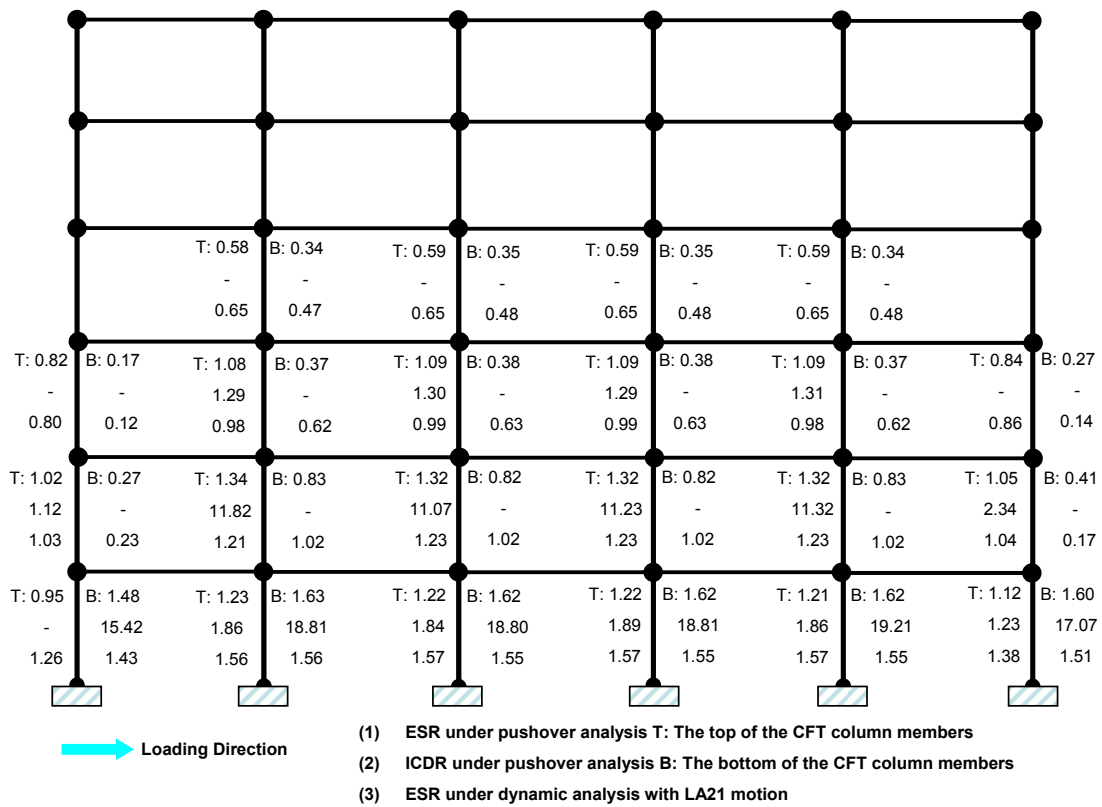 T: 0.58 B: 0.34 T: 0.59 B: 0.35 T: 0.59 B: 0.35 T: 0.59 B: 0.34
- - - - - - - -
0.65 0.47 0.65 0.48 0.65 0.48 0.65 0.48
T: 0.82 B: 0.17 T: 1.08 B: 0.37 T: 1.09 B: 0.38 T: 1.09 B: 0.38 T: 1.09 B: 0.37 T: 0.84 B: 0.27
- - 1.29 - 1.30 - 1.29 - 1.31 - - -
0.80 0.12 0.98 0.62 0.99 0.63 0.99 0.63 0.98 0.62 0.86 0.14
T: 1.02 B: 0.27 T: 1.34 B: 0.83 T: 1.32 B: 0.82 T: 1.32 B: 0.82 T: 1.32 B: 0.83 T: 1.05 B: 0.41
1.12 - 11.82 - 11.07 - 11.23 - 11.32 - 2.34 -
1.03 0.23 1.21 1.02 1.23 1.02 1.23 1.02 1.23 1.02 1.04 0.17
T: 0.95 B: 1.48 T: 1.23 B: 1.63 T: 1.22 B: 1.62 T: 1.22 B: 1.62 T: 1.21 B: 1.62 T: 1.12 B: 1.60
- 15.42 1.86 18.81 1.84 18.80 1.89 18.81 1.86 19.21 1.23 17.07
1.26 1.43 1.56 1.56 1.57 1.55 1.57 1.55 1.57 1.55 1.38 1.51
Loading Direction
(1) ESR under pushover analysis T: The top of the CFT column members
(2) ICDR under pushover analysis B: The bottom of the CFT column members
(3) ESR under dynamic analysis with LA21 motion